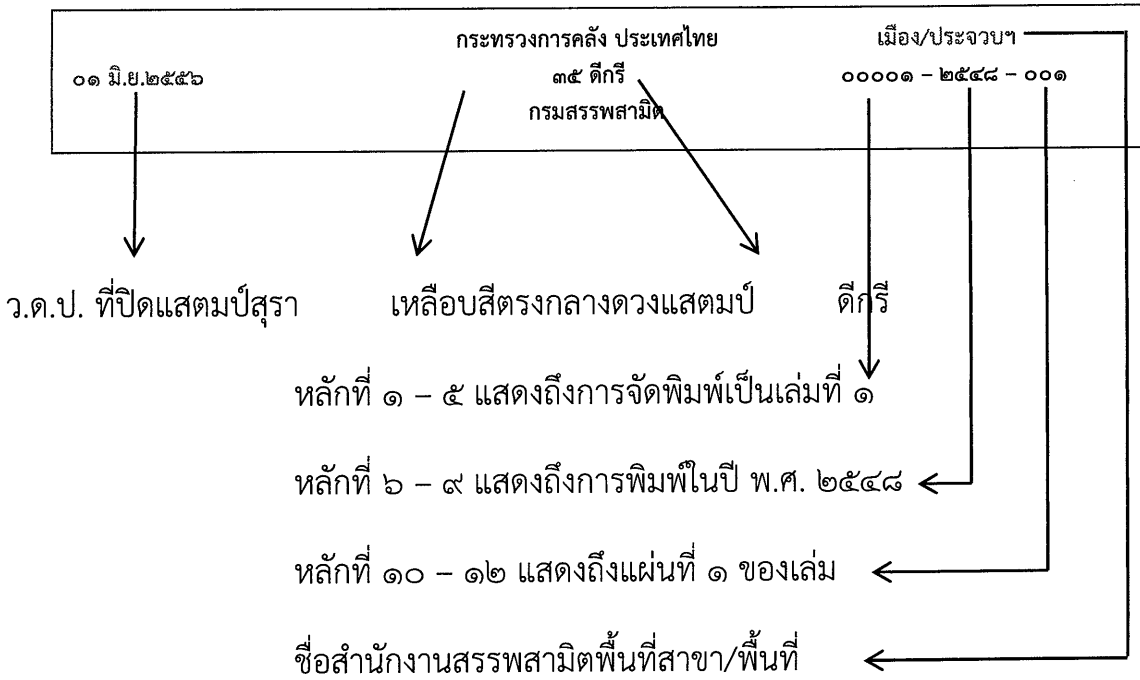 กระทรวงการคลัง ประเทศไทย เมือง/ประจวบฯ
๐๑ มิ.ย.๒๕๕๖ ๓๕ ดีกรี ๐๐๐๐๑ – ๒๕๔๘ – ๐๐๑
กรมสรรพสามิต
ว.ด.ป. ที่ปิดแสตมป์สุรา เหลือบสีตรงกลางดวงแสตมป์ ดีกรี
หลักที่ ๑ – ๕ แสดงถึงการจัดพิมพ์เป็นเล่มที่ ๑
หลักที่ ๖ – ๙ แสดงถึงการพิมพ์ในปี พ.ศ. ๒๕๔๘
หลักที่ ๑๐ – ๑๒ แสดงถึงแผ่นที่ ๑ ของเล่ม
ชื่อสำนักงานสรรพสามิตพื้นที่สาขา/พื้นที่